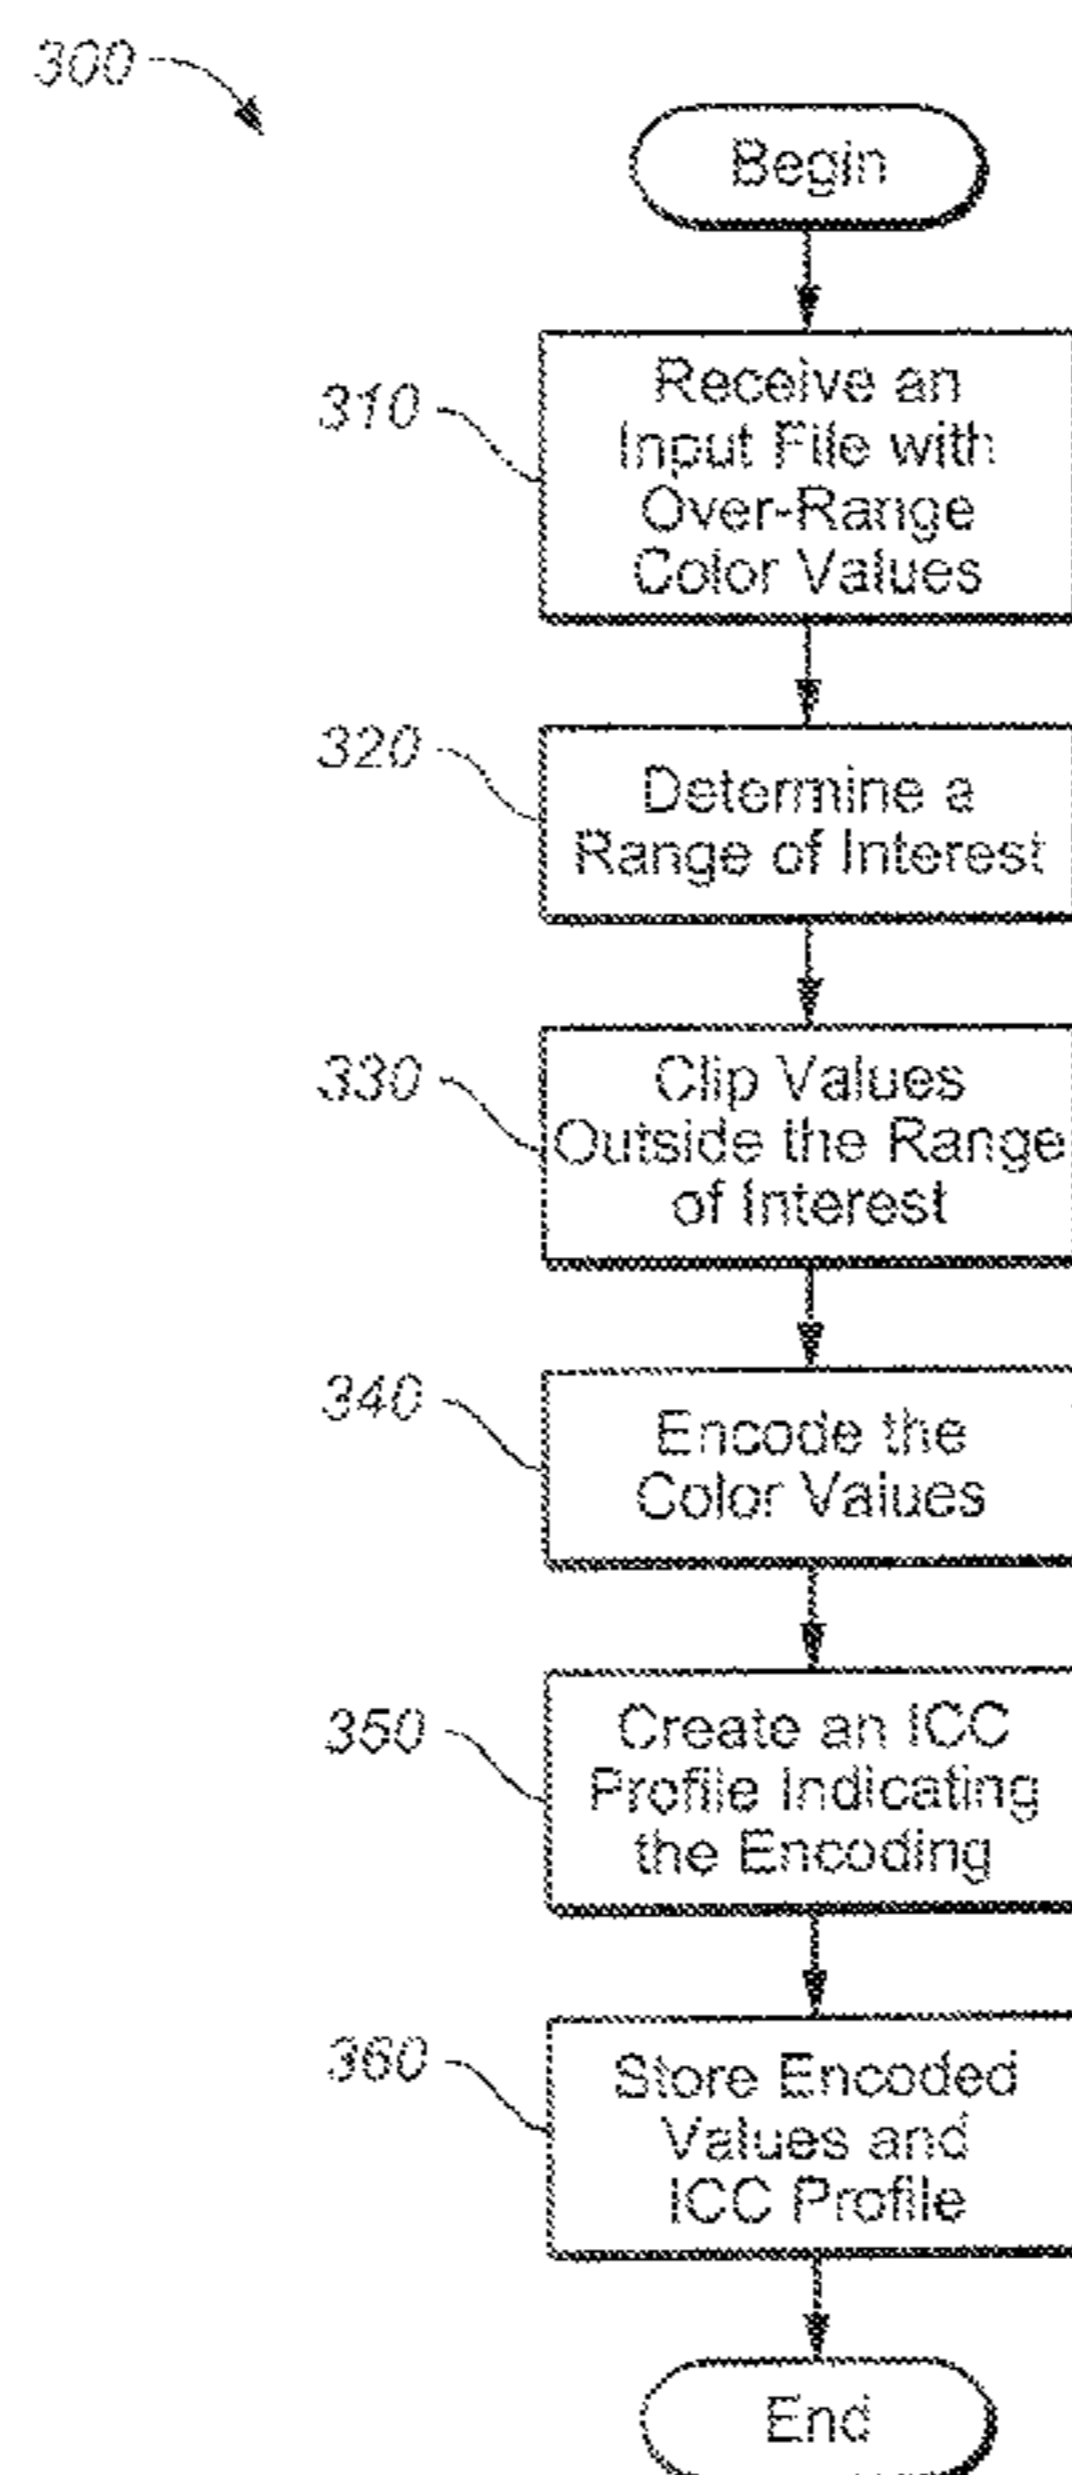 300
Begin
310
Receive an
Input File with
Over-Range
Color Values
320
Determine a
Range of Interest
330
Clip Values
Outside the Range
of Interest
340
Encode the
Color Values
350
Create an ICC
Profile Indicating
the Encoding
360
Store Encoded
Values and
ICC Profile
End